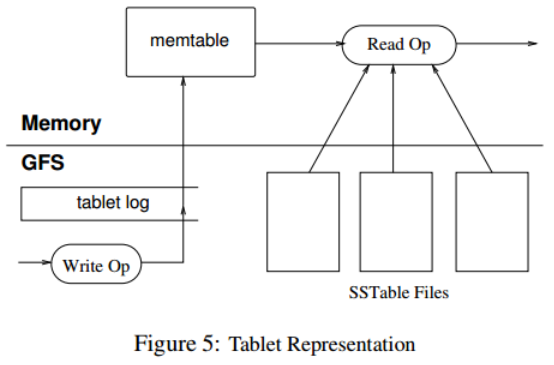 memtable
Read Op
Memory
GFS
tablet log
Write Op
SSTable Files
Figure 5: Tablet Representation